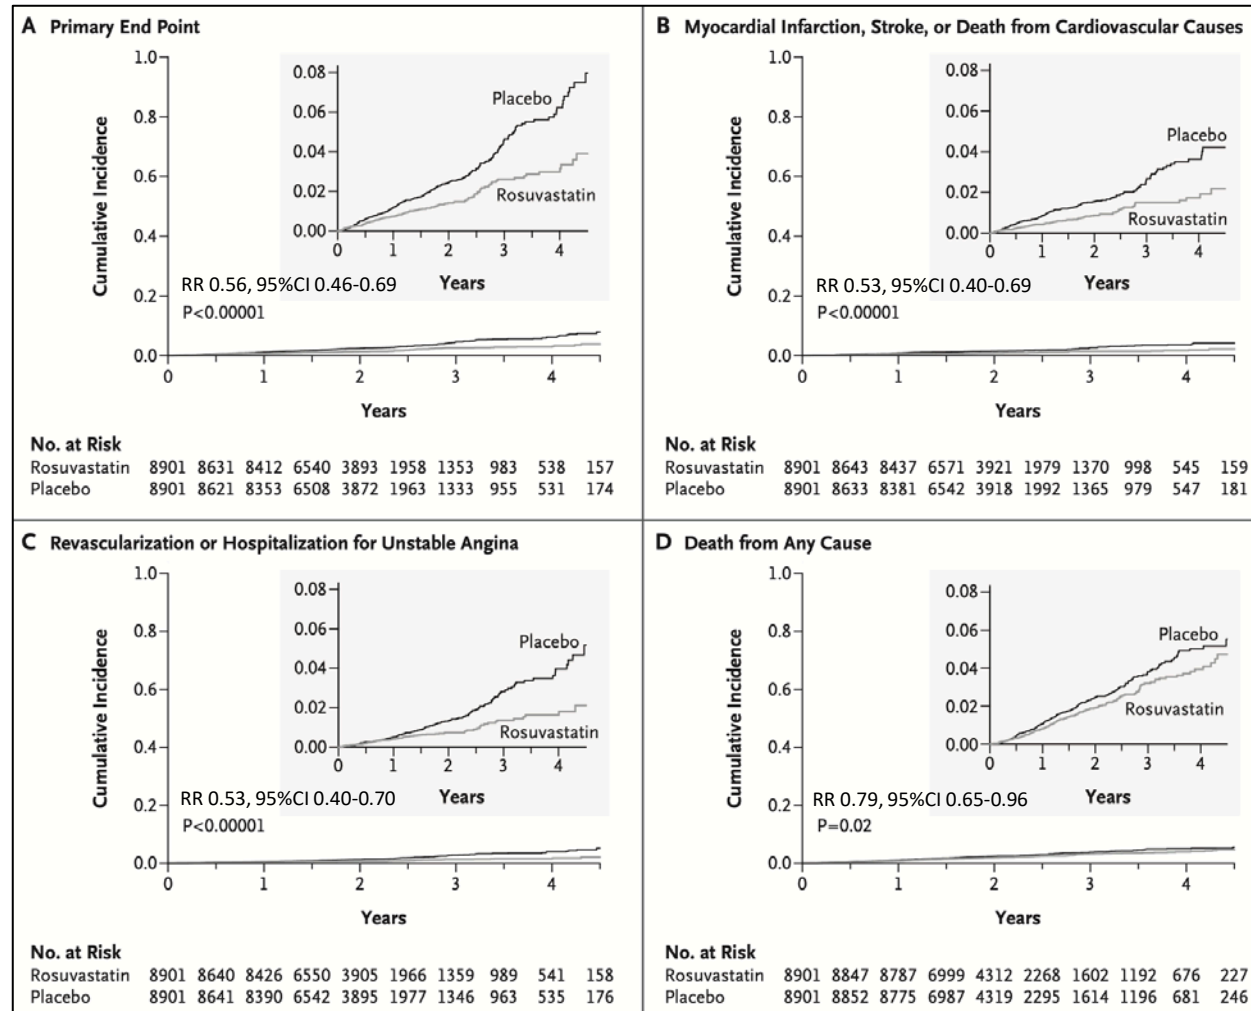 A Primary End Point
Cumulative Incidence
1.0
0.8
0.6
0.4
0.2
0.0
0.08
0.06
0.04
0.02
0.00
Placebo
Rosuvastatin
0 1 2 3 4
Years
RR 0.56, 95%CI 0.46-0.69
P<0.00001
0 1 2 3 4
Years
No. at Risk
Rosuvastatin 8901 8631 8412 6540 3893 1958 1353 983 538 157
Placebo 8901 8621 8353 6508 3872 1963 1333 955 531 174
B Myocardial Infarction, Stroke, or Death from Cardiovascular Causes
Cumulative Incidence
1.0
0.8
0.6
0.4
0.2
0.0
0.08
0.06
0.04
0.02
0.00
Placebo
Rosuvastatin
0 1 2 3 4
Years
RR 0.53, 95%CI 0.40-0.69
P<0.00001
0 1 2 3 4
Years
No. at Risk
Rosuvastatin 8901 8643 8437 6571 3921 1979 1370 998 545 159
Placebo 8901 8633 8381 6542 3918 1992 1365 979 547 181
C Revascularization or Hospitalization for Unstable Angina
Cumulative Incidence
1.0
0.8
0.6
0.4
0.2
0.0
0.08
0.06
0.04
0.02
0.00
Placebo
Rosuvastatin
0 1 2 3 4
Years
RR 0.53, 95%CI 0.40-0.70
P<0.00001
0 1 2 3 4
Years
No. at Risk
Rosuvastatin 8901 8640 8426 6550 3905 1966 1359 989 541 158
Placebo 8901 8641 8390 6542 3895 1977 1346 963 535 176
D Death from Any Cause
Cumulative Incidence
1.0
0.8
0.6
0.4
0.2
0.0
0.08
0.06
0.04
0.02
0.00
Placebo
Rosuvastatin
0 1 2 3 4
Years
RR 0.79, 95%CI 0.65-0.96
P=0.02
0 1 2 3 4
Years
No. at Risk
Rosuvastatin 8901 8847 8787 6999 4312 2268 1602 1192 676 227
Placebo 8901 8852 8775 6987 4319 2295 1614 1196 681 246